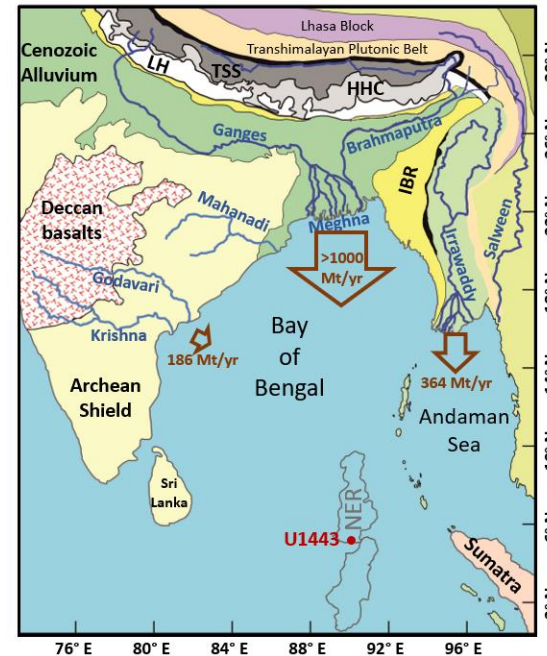 Lhasa Block
Transhimalayan Plutonic Belt
Cenozoic
Alluvium
LH
TSS
HHC
Ganges
Brahmaputra
IBR
Deccan
basalts
Mahanadi
Meghna
Irrawaddy
Salween
>1000
Mt/yr
Godavari
Krishna
186 Mt/yr
Bay
of
Bengal
364 Mt/yr
Archean
Shield
Andaman
Sea
Sri
Lanka
NER
U1443
Sumatra
76° E
80° E
84° E
88° E
92° E
96° E